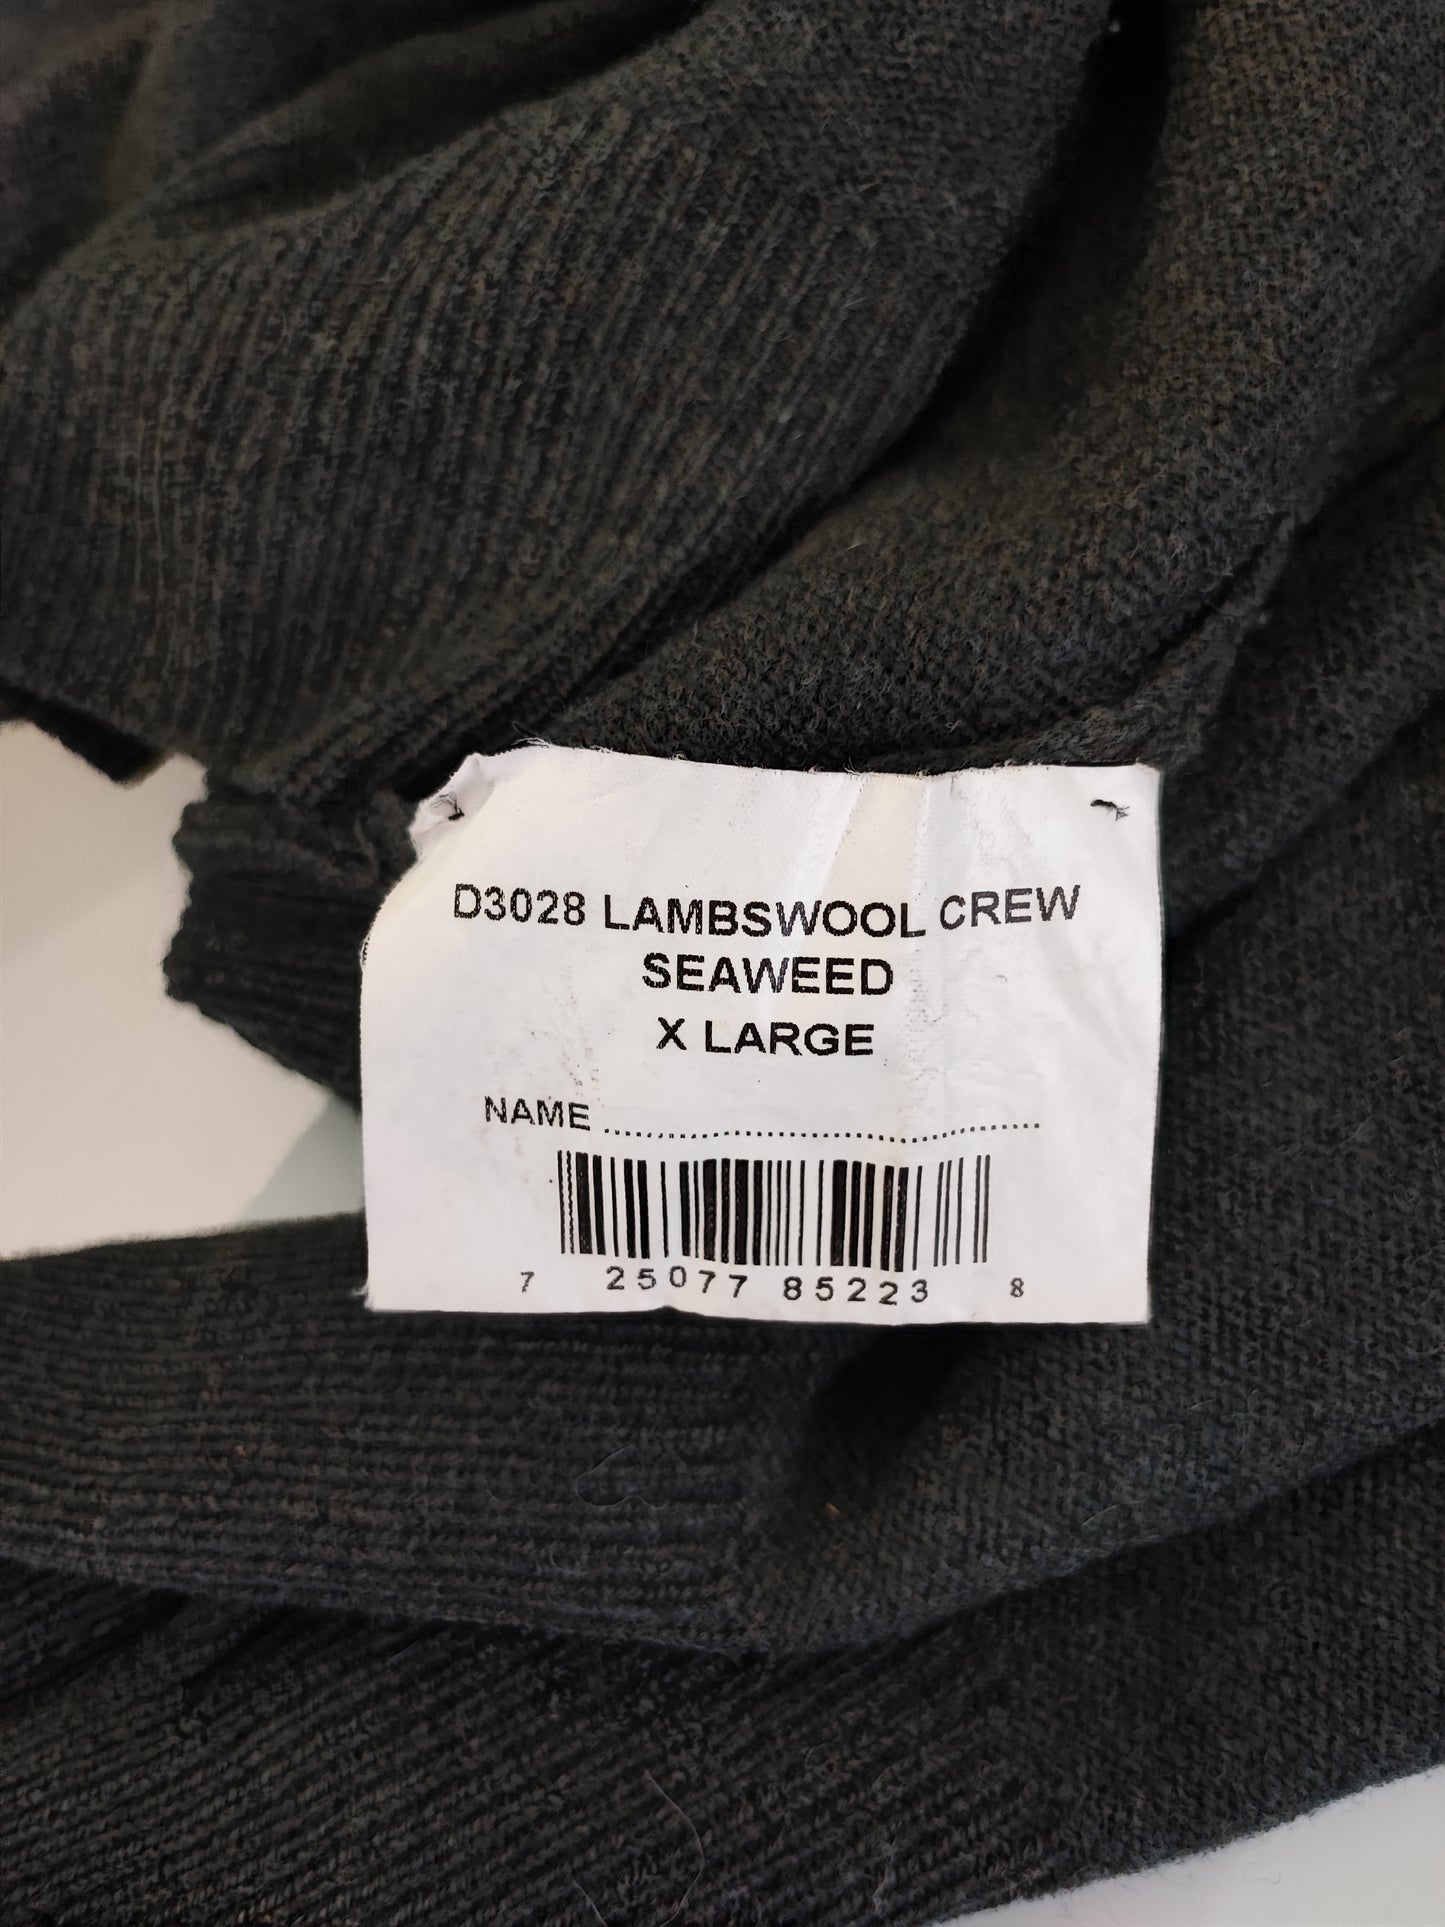 D3028 LAMBSWOOL CREW
SEAWEED
X LARGE
NAME ..........................................................
7 25077 85223 8